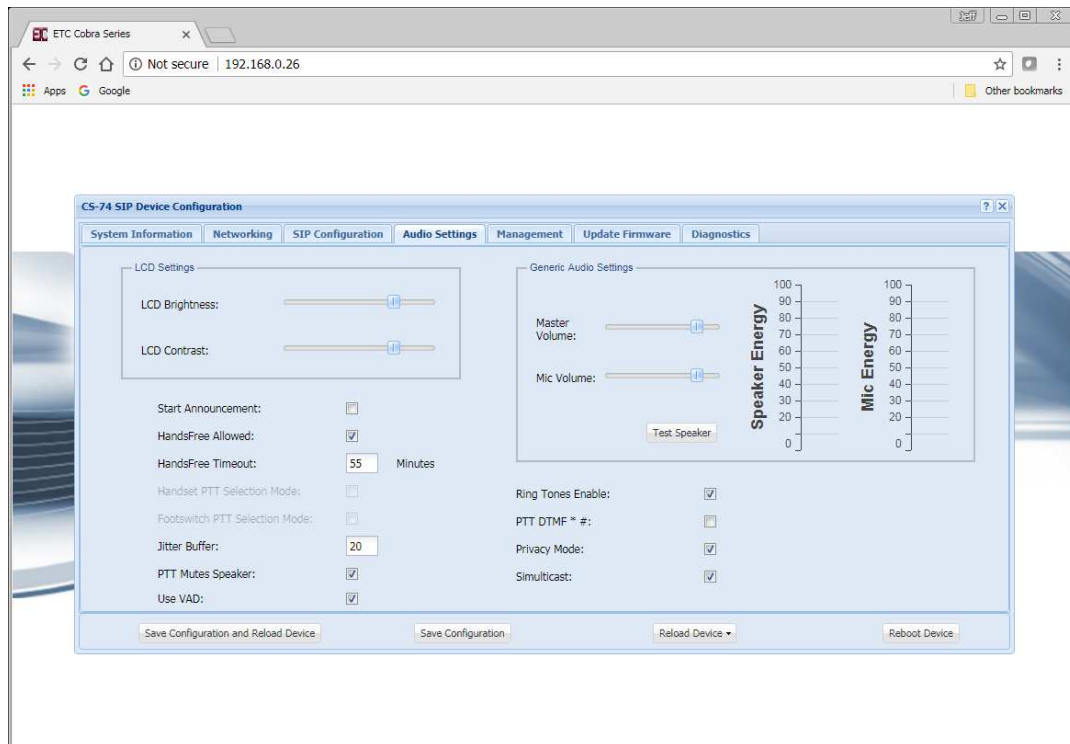 Jeff
ETC Cobra Series
Not secure | 192.168.0.26
Apps Google Other bookmarks
CS-74 SIP Device Configuration
System Information Networking SIP Configuration Audio Settings Management Update Firmware Diagnostics
LCD Settings
LCD Brightness:
LCD Contrast:
Start Announcement:
HandsFree Allowed:
HandsFree Timeout: 55 Minutes
Handset PTT Selection Mode:
Footswitch PTT Selection Mode:
Jitter Buffer: 20
PTT Mutes Speaker:
Use VAD:
Generic Audio Settings
Master
Volume:
Mic Volume:
Test Speaker
Speaker Energy
100
90
80
70
60
50
40
30
20
0
Mic Energy
100
90
80
70
60
50
40
30
20
0
Ring Tones Enable:
PTT DTMF * #:
Privacy Mode:
Simulticast:
Save Configuration and Reload Device Save Configuration Reload Device Reboot Device